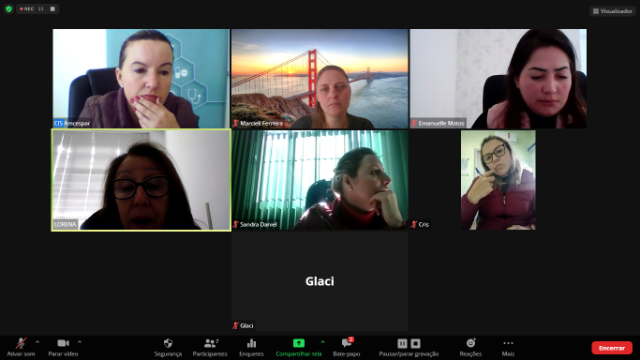 REC
Visualizador
CIS Amcespar
Marcieli Ferreira
Emanuelle Matos
LORENA
Sandra Daniel
Cris
Glaci
Glaci
Ativar som
Parar vídeo
Segurança
Participantes
7
Enquetes
Compartilhar tela
Bate-papo
Pausar/parar gravação
Reações
Mais
Encerrar